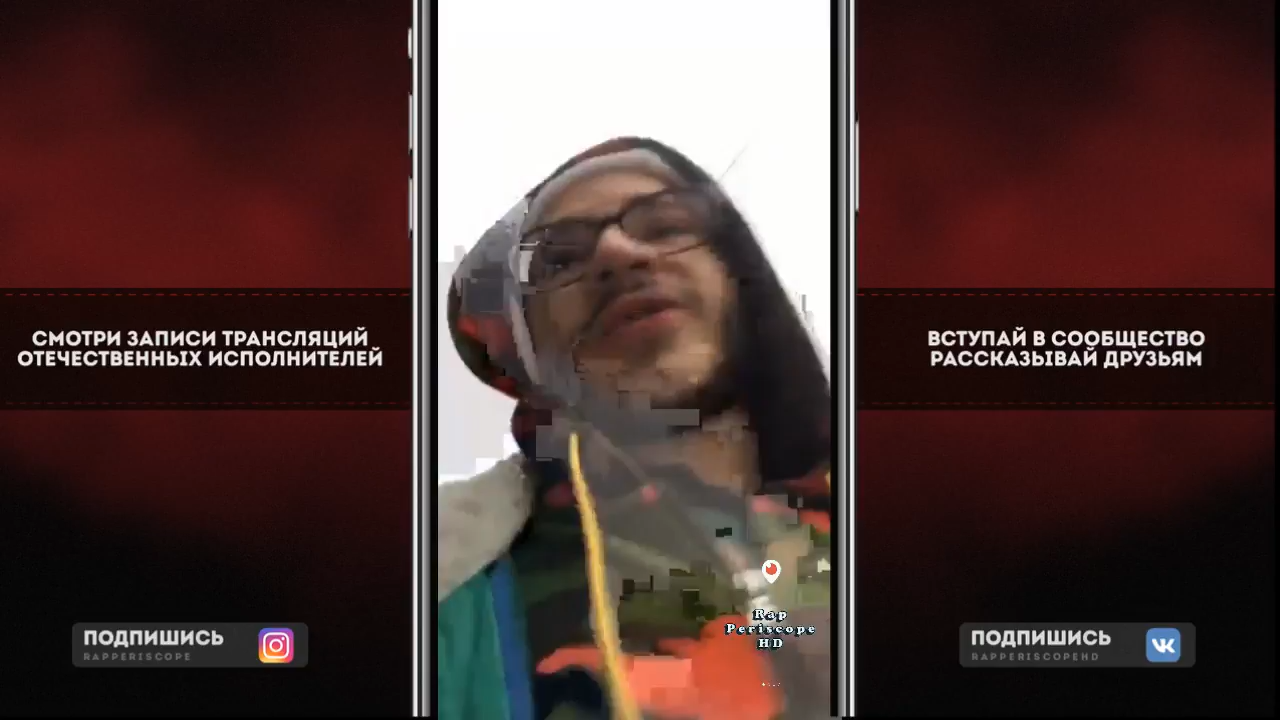 СМОТРИ ЗАПИСИ ТРАНСЛЯЦИЙ
ОТЕЧЕСТВЕННЫХ ИСПОЛНИТЕЛЕЙ
ВСТУПАЙ В СООБЩЕСТВО
РАССКАЗЫВАЙ ДРУЗЬЯМ
Rap
Periscope
HD
ПОДПИШИСЬ
RAPPERISCOPE
ПОДПИШИСЬ
RAPPERISCOPEHD